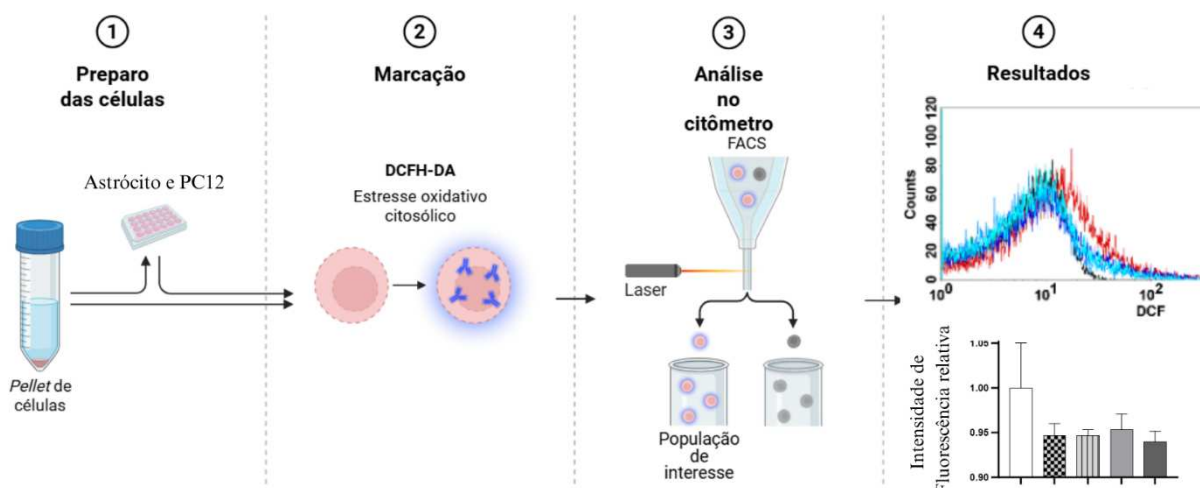 1
Preparo
das células
Astrócito e PC12
Pellet de
células
2
Marcação
DCFH-DA
Estresse oxidativo
citosólico
3
Análise
no
citômetro
FACS
Laser
População
de
interesse
4
Resultados
Counts
120
100
80
60
40
20
0
10^0
10^1
10^2
DCF
Intensidade de
Fluorescência relativa
1.05
1.00
0.95
0.90